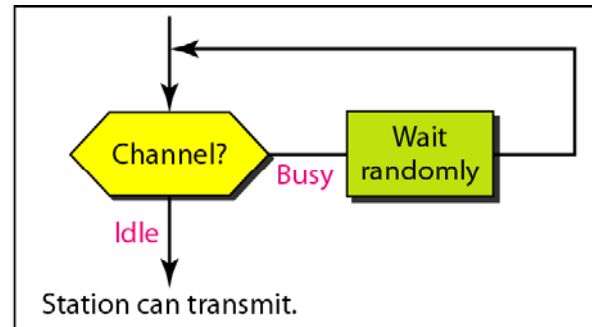 Channel?
Busy
Wait
randomly
Idle
Station can transmit.